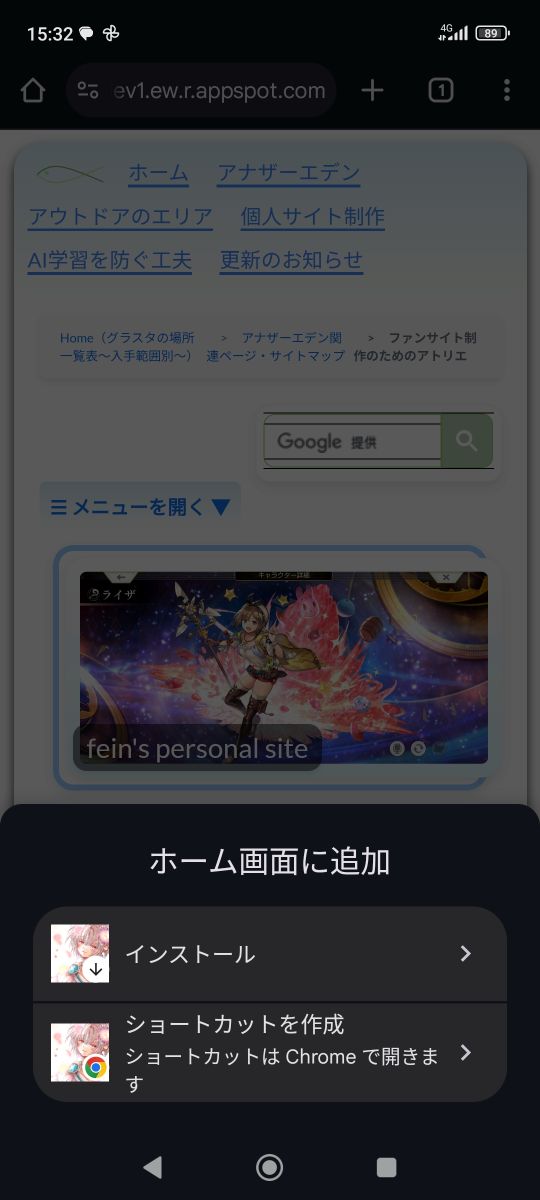 15:32
4G
89
ev1.ew.r.appspot.com
1
ホーム アナザーエデン
アウトドアのエリア 個人サイト制作
AI学習を防ぐ工夫 更新のお知らせ
Home（グラスタの場所一覧表〜入手範囲別〜） > アナザーエデン関連ページ・サイトマップ > ファンサイト制作のためのアトリエ
Google 提供
☰ メニューを開く ▼
キャラクター詳細
ライザ
fein's personal site
ホーム画面に追加
インストール
ショートカットを作成
ショートカットは Chrome で開きま
す